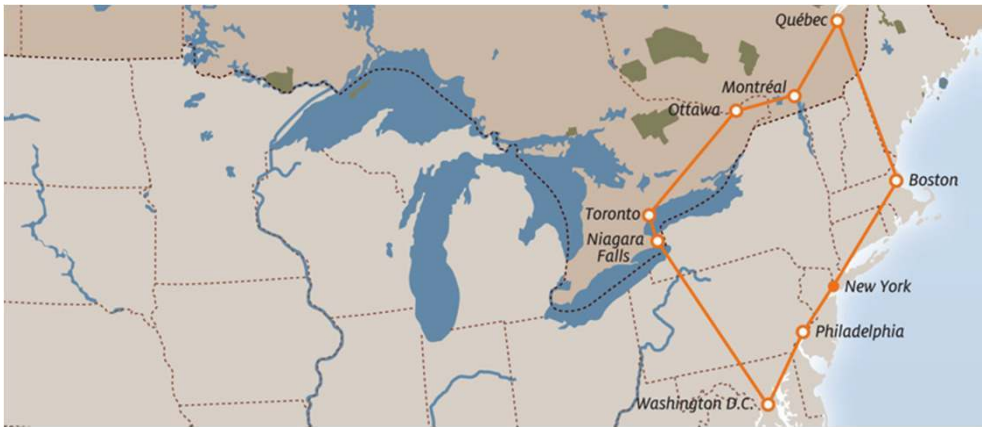 Québec
Montréal
Ottawa
Boston
Toronto
Niagara
Falls
New York
Philadelphia
Washington D.C.